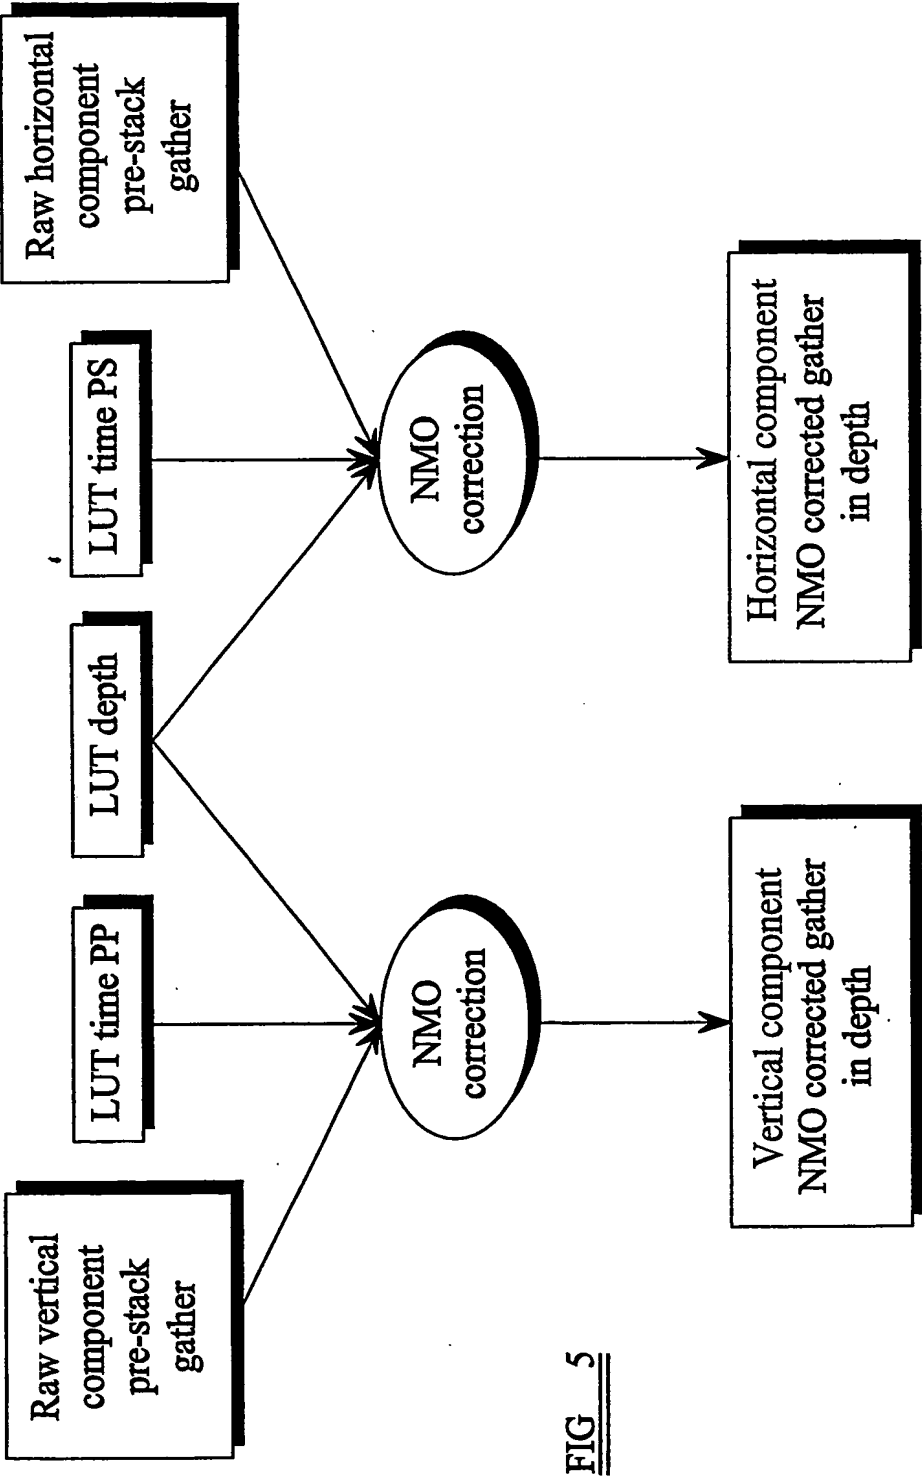 Raw vertical
component
pre-stack
gather
LUT time PP
LUT depth
LUT time PS
Raw horizontal
component
pre-stack
gather
NMO
correction
NMO
correction
Vertical component
NMO corrected gather
in depth
Horizontal component
NMO corrected gather
in depth
FIG 5